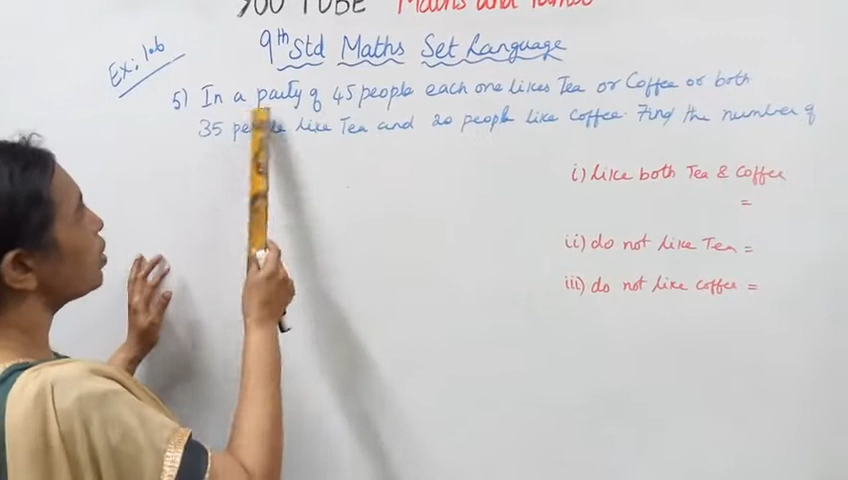 YOU TUBE Maths and Tamil
9th Std Maths Set Language
Ex: 1.6
5) In a party of 45 people each one likes Tea or Coffee or both
35 people like Tea and 20 people like Coffee. Find the number of
i) Like both Tea & Coffee
=
ii) do not like Tea =
iii) do not like coffee =